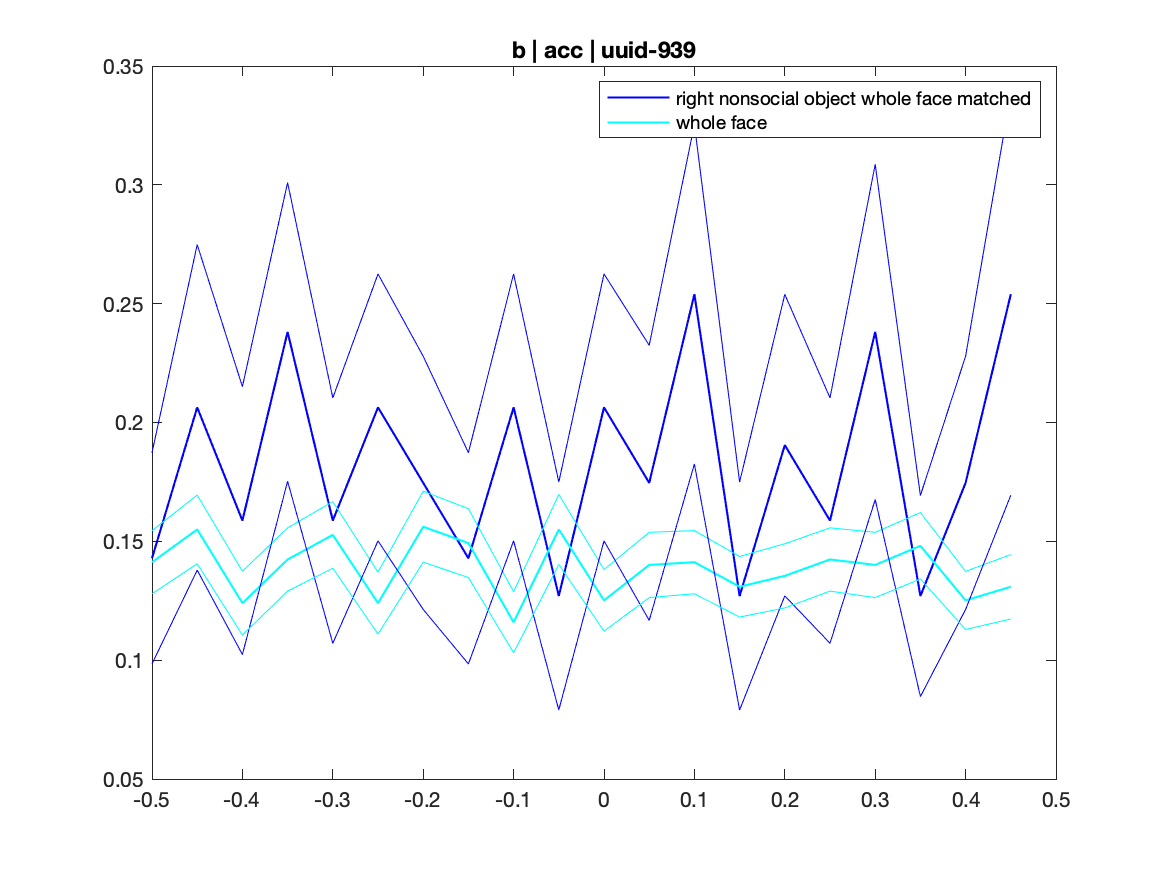 b | acc | uuid-939
right nonsocial object whole face matched
whole face
0.35
0.3
0.25
0.2
0.15
0.1
0.05
-0.5 -0.4 -0.3 -0.2 -0.1 0 0.1 0.2 0.3 0.4 0.5